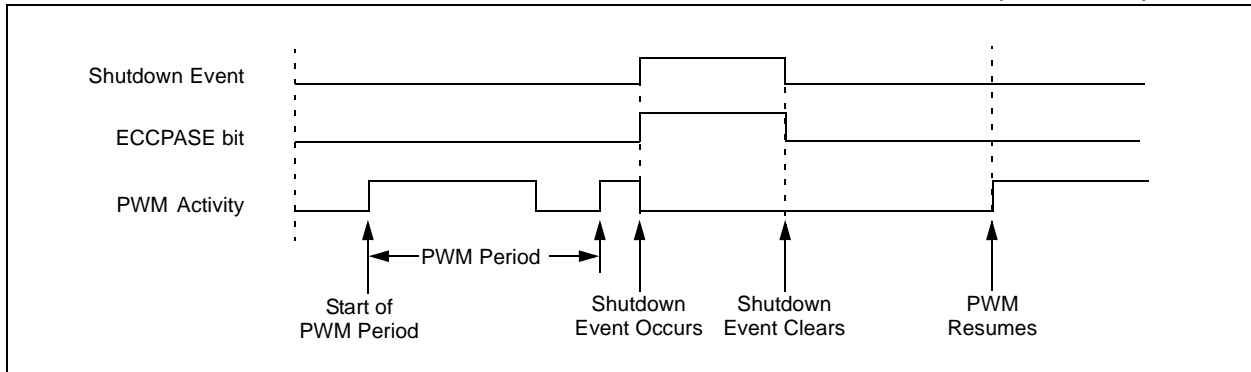 Shutdown Event
ECCPASE bit
PWM Activity
PWM Period
Start of
PWM Period
Shutdown
Event Occurs
Shutdown
Event Clears
PWM
Resumes